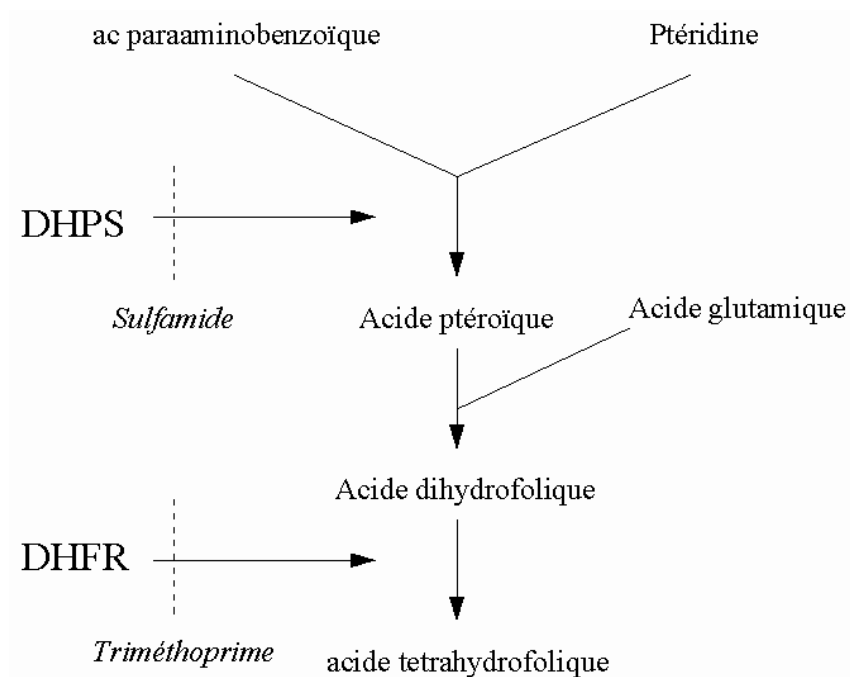 ac paraaminobenzoïque
Ptéridine
DHPS
Sulfamide
Acide ptéroïque
Acide glutamique
Acide dihydrofolique
DHFR
Triméthoprime
acide tetrahydrofolique